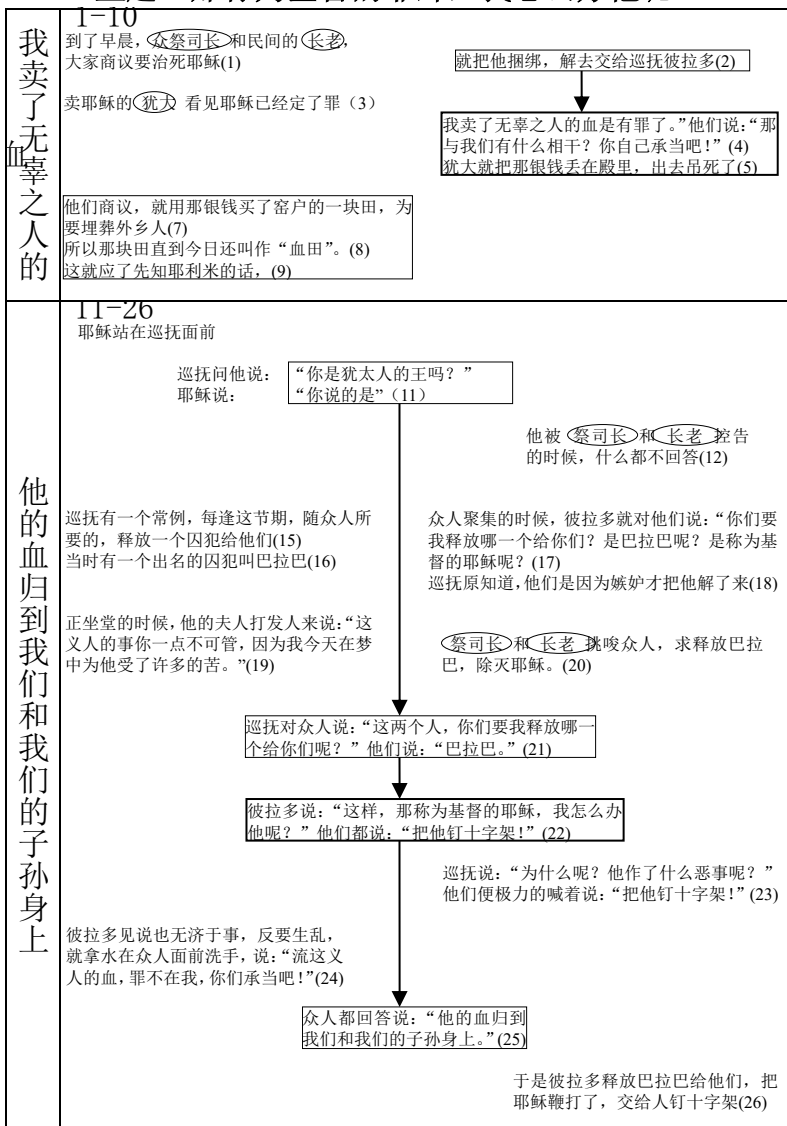 我卖了无辜之人的
血
1-10
到了早晨，众祭司长和民间的长老，
大家商议要治死耶稣(1)
就把他捆绑，解去交给巡抚彼拉多(2)
卖耶稣的犹大 看见耶稣已经定了罪（3）
我卖了无辜之人的血是有罪了。”他们说：“那
与我们有什么相干？你自己承当吧！”(4)
犹大就把那银钱丢在殿里，出去吊死了(5)
他们商议，就用那银钱买了窑户的一块田，为
要埋葬外乡人(7)
所以那块田直到今日还叫作“血田”。(8)
这就应了先知耶利米的话，(9)
他的血归到我们和我们的子孙身上
11-26
耶稣站在巡抚面前
巡抚问他说： “你是犹太人的王吗？”
耶稣说： “你说的是”（11）
他被 祭司长和 长老 控告
的时候，什么都不回答(12)
巡抚有一个常例，每逢这节期，随众人所
要的，释放一个囚犯给他们(15)
当时有一个出名的囚犯叫巴拉巴(16)
众人聚集的时候，彼拉多就对他们说：“你们要
我释放哪一个给你们？是巴拉巴呢？是称为基
督的耶稣呢？(17)
巡抚原知道，他们是因为嫉妒才把他解了来(18)
正坐堂的时候，他的夫人打发人来说：“这
义人的事你一点不可管，因为我今天在梦
中为他受了许多的苦。”(19)
祭司长和 长老 挑唆众人，求释放巴拉
巴，除灭耶稣。(20)
巡抚对众人说：“这两个人，你们要我释放哪一
个给你们呢？”他们说：“巴拉巴。”(21)
彼拉多说：“这样，那称为基督的耶稣，我怎么办
他呢？”他们都说：“把他钉十字架！”(22)
巡抚说：“为什么呢？他作了什么恶事呢？”
他们便极力的喊着说：“把他钉十字架！”(23)
彼拉多见说也无济于事，反要生乱，
就拿水在众人面前洗手，说：“流这义
人的血，罪不在我，你们承当吧！”(24)
众人都回答说：“他的血归到
我们和我们的子孙身上。”(25)
于是彼拉多释放巴拉巴给他们，把
耶稣鞭打了，交给人钉十字架(26)